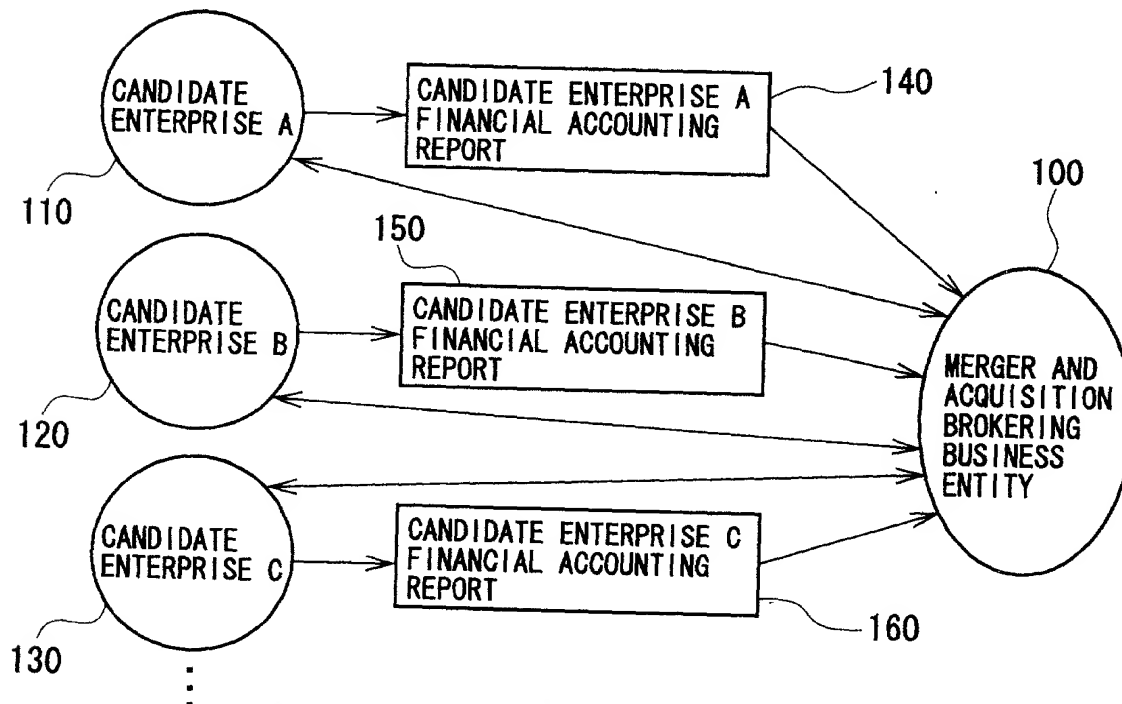 CANDIDATE
ENTERPRISE A
CANDIDATE ENTERPRISE A
FINANCIAL ACCOUNTING
REPORT
140
110
100
150
CANDIDATE
ENTERPRISE B
CANDIDATE ENTERPRISE B
FINANCIAL ACCOUNTING
REPORT
MERGER AND
ACQUISITION
BROKERING
BUSINESS
ENTITY
120
CANDIDATE
ENTERPRISE C
CANDIDATE ENTERPRISE C
FINANCIAL ACCOUNTING
REPORT
160
130